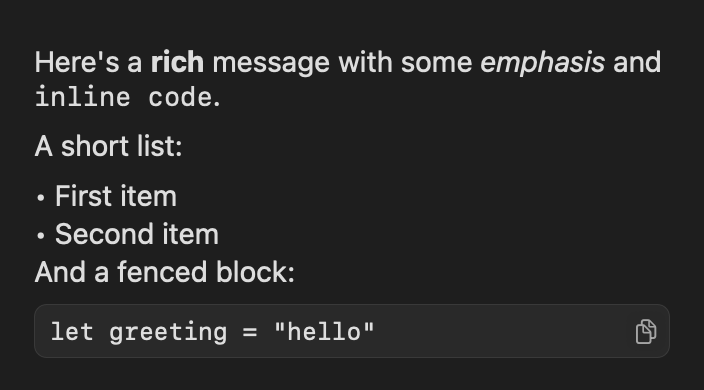 Here's a rich message with some emphasis and
inline code.
A short list:
• First item
• Second item
And a fenced block:
let greeting = "hello"